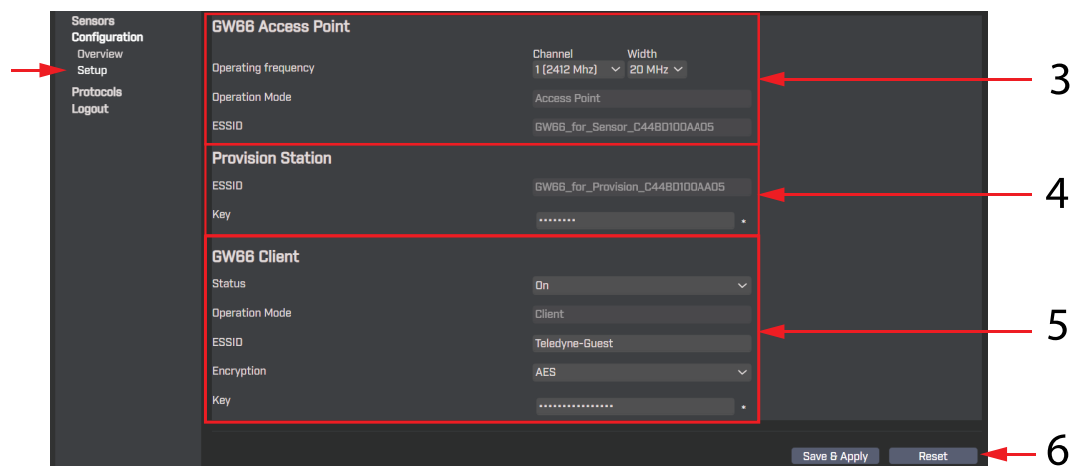 Sensors
Configuration
Overview
Setup
Protocols
Logout
GW66 Access Point
Channel Width
Operating frequency 1 (2412 Mhz) 20 MHz
Operation Mode Access Point
ESSID GW66_for_Sensor_C44BD100AA05
3
Provision Station
ESSID GW66_for_Provision_C44BD100AA05
Key ········ *
4
GW66 Client
Status On
Operation Mode Client
ESSID Teledyne-Guest
Encryption AES
Key ················ *
5
Save & Apply Reset
6